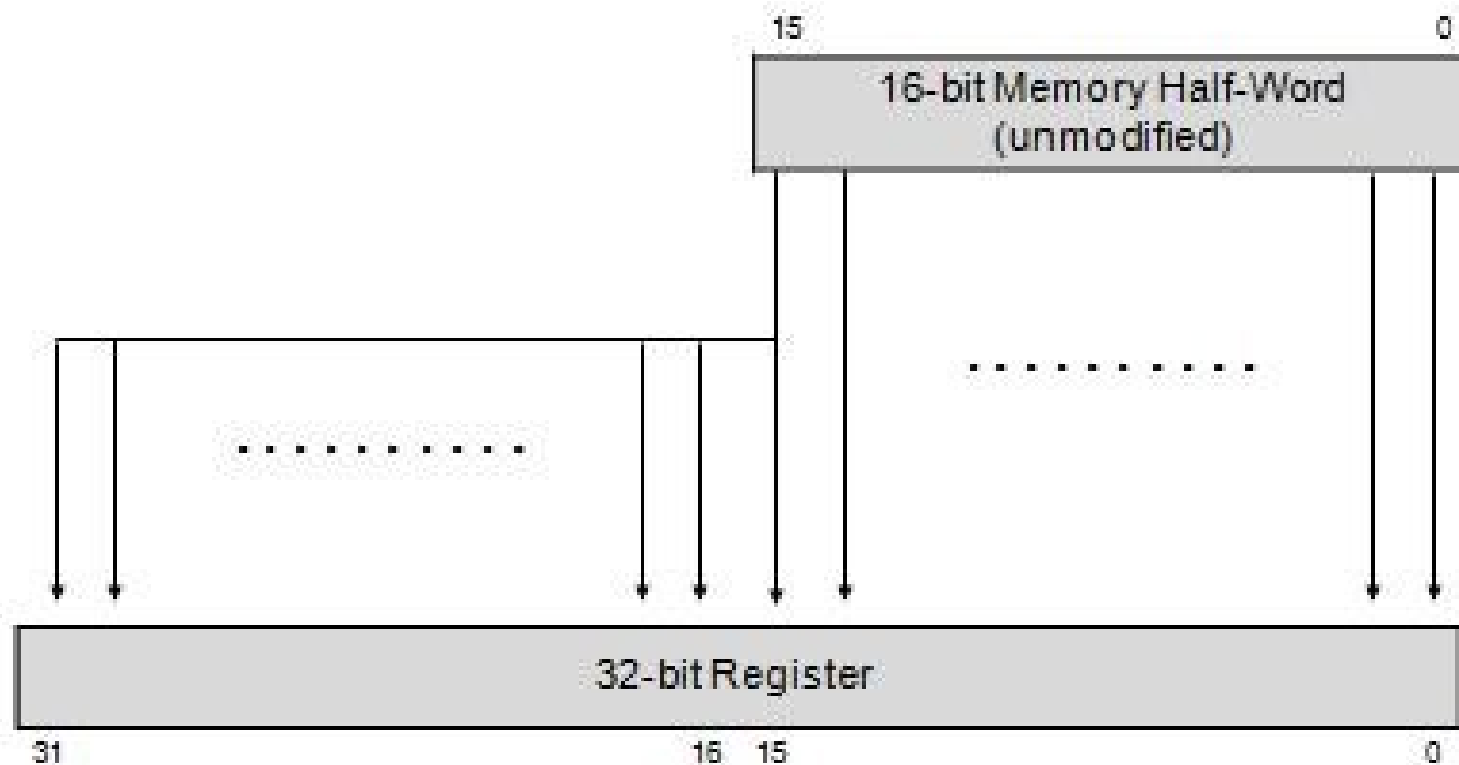 15 0
16-bit Memory Half-Word
(unmodified)
32-bit Register
31 16 15 0